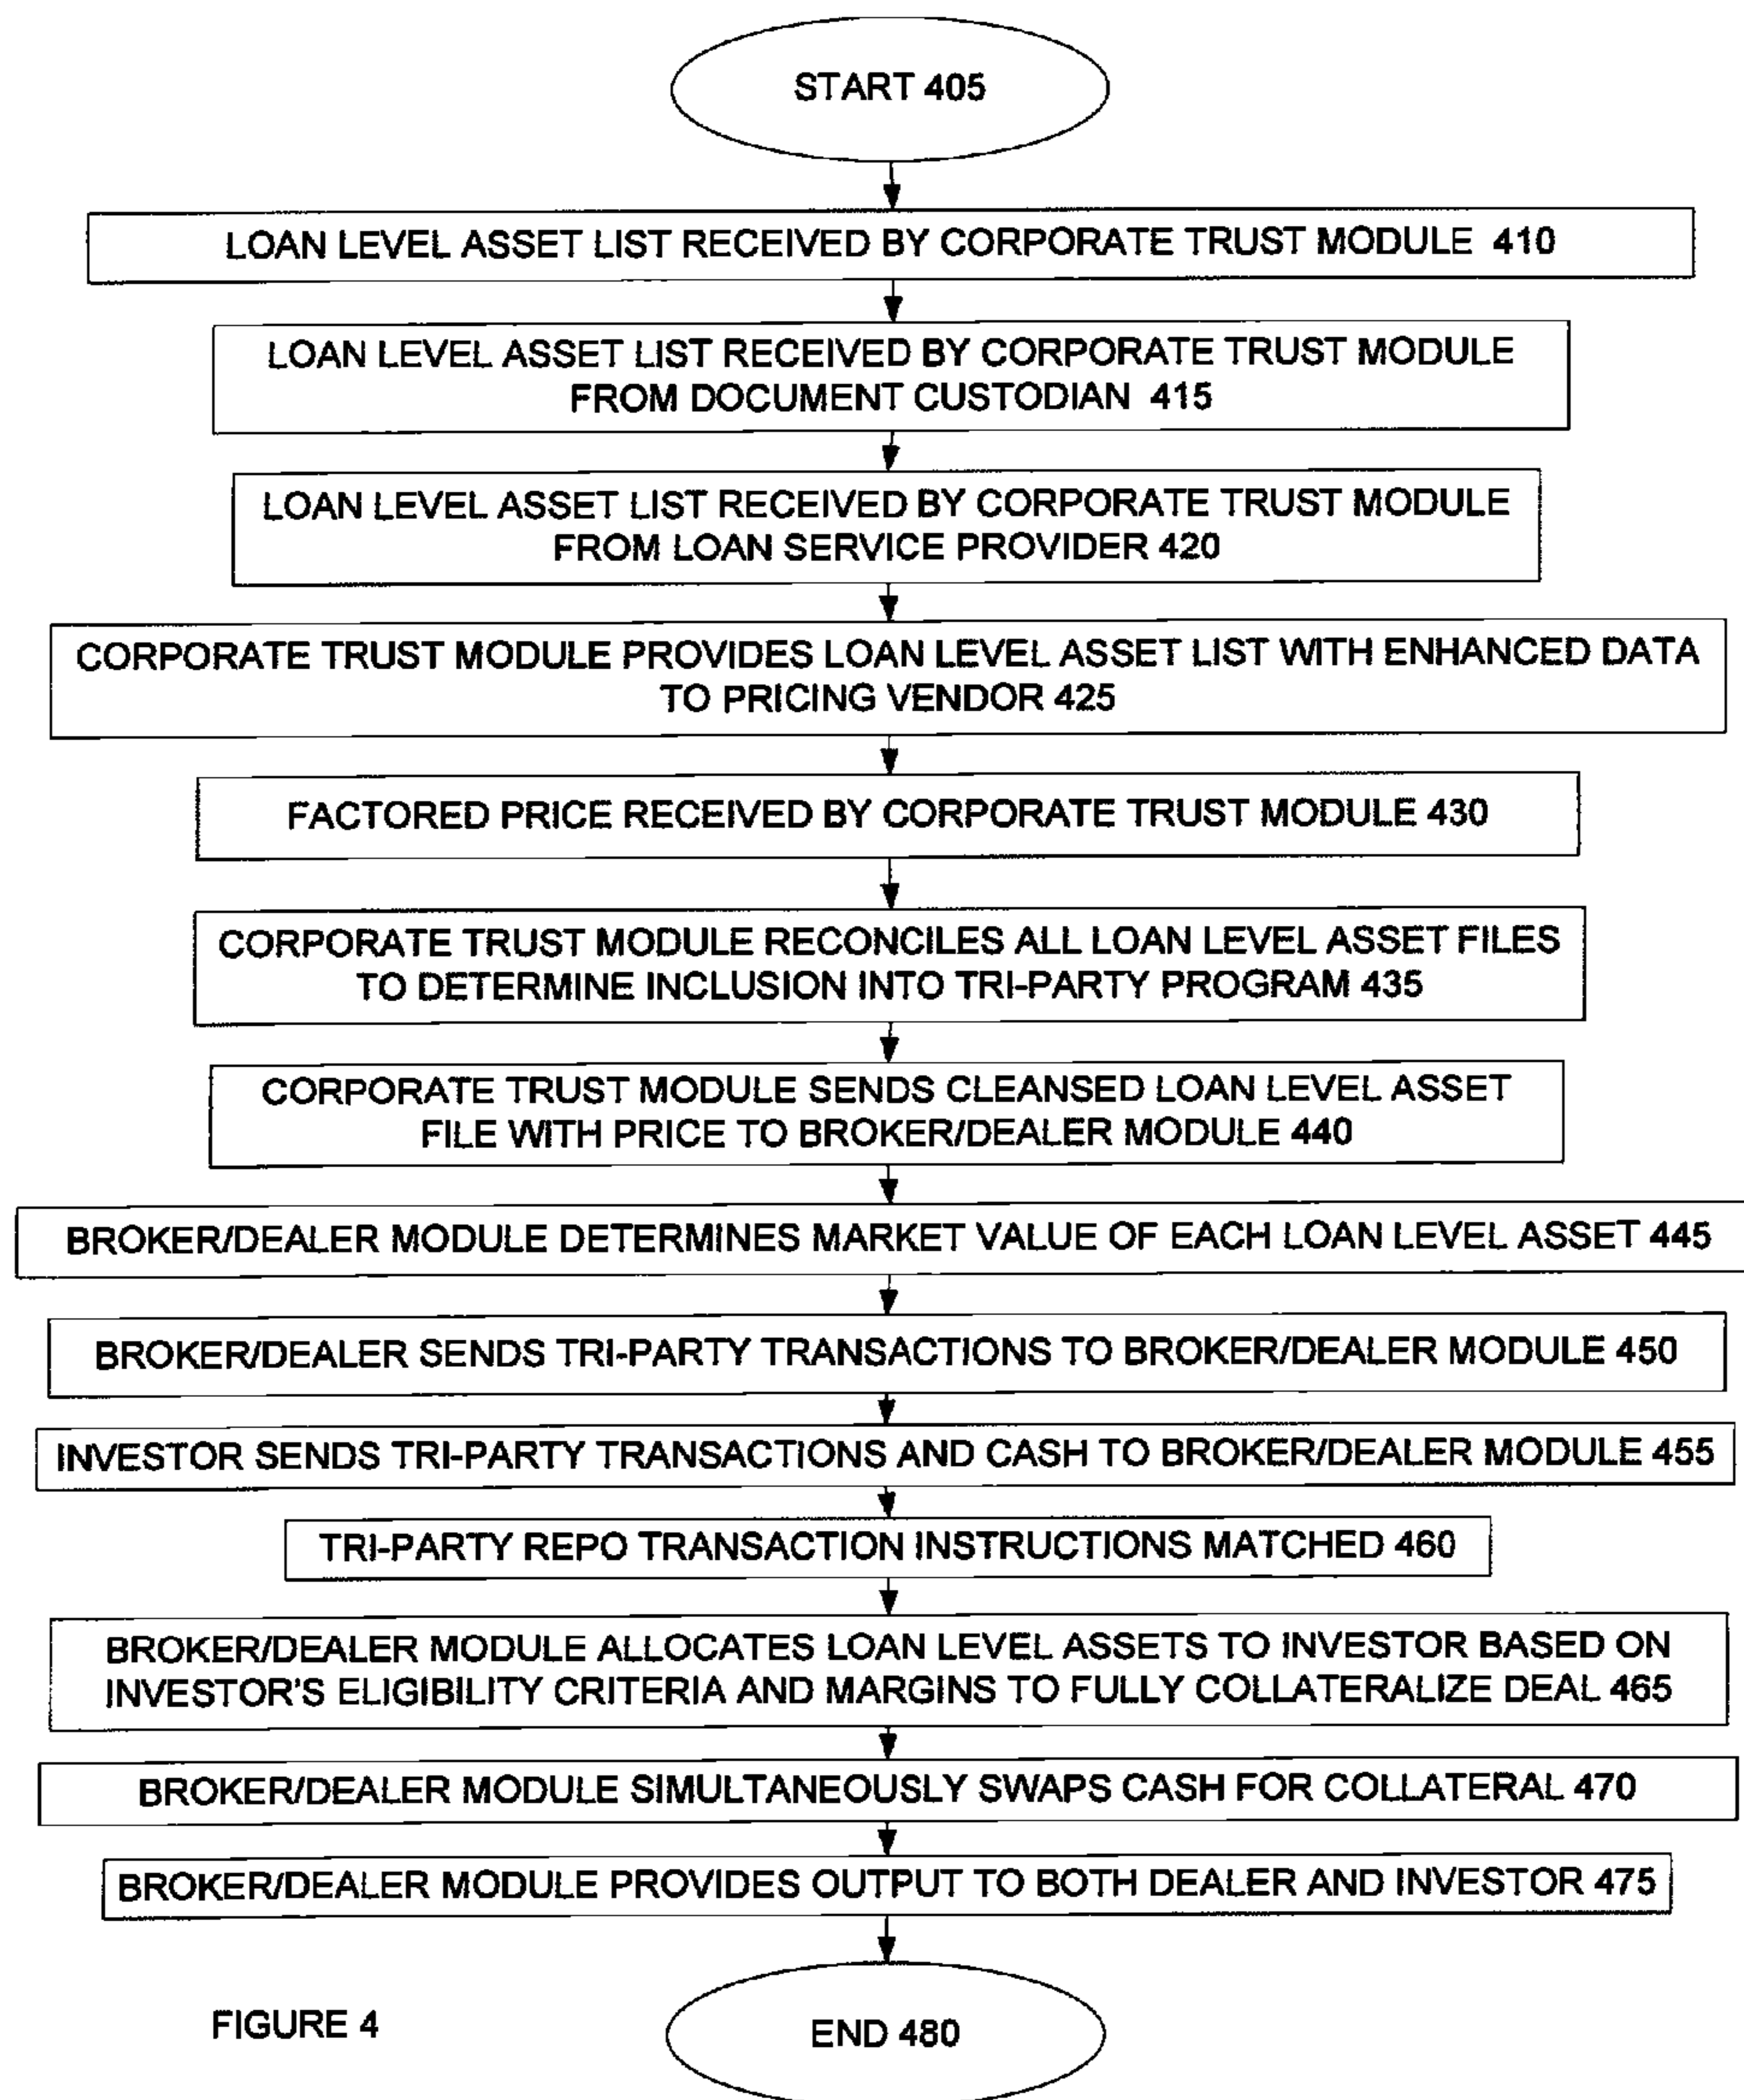 START 405
LOAN LEVEL ASSET LIST RECEIVED BY CORPORATE TRUST MODULE 410
LOAN LEVEL ASSET LIST RECEIVED BY CORPORATE TRUST MODULE
FROM DOCUMENT CUSTODIAN 415
LOAN LEVEL ASSET LIST RECEIVED BY CORPORATE TRUST MODULE
FROM LOAN SERVICE PROVIDER 420
CORPORATE TRUST MODULE PROVIDES LOAN LEVEL ASSET LIST WITH ENHANCED DATA
TO PRICING VENDOR 425
FACTORED PRICE RECEIVED BY CORPORATE TRUST MODULE 430
CORPORATE TRUST MODULE RECONCILES ALL LOAN LEVEL ASSET FILES
TO DETERMINE INCLUSION INTO TRI-PARTY PROGRAM 435
CORPORATE TRUST MODULE SENDS CLEANSED LOAN LEVEL ASSET
FILE WITH PRICE TO BROKER/DEALER MODULE 440
BROKER/DEALER MODULE DETERMINES MARKET VALUE OF EACH LOAN LEVEL ASSET 445
BROKER/DEALER SENDS TRI-PARTY TRANSACTIONS TO BROKER/DEALER MODULE 450
INVESTOR SENDS TRI-PARTY TRANSACTIONS AND CASH TO BROKER/DEALER MODULE 455
TRI-PARTY REPO TRANSACTION INSTRUCTIONS MATCHED 460
BROKER/DEALER MODULE ALLOCATES LOAN LEVEL ASSETS TO INVESTOR BASED ON
INVESTOR'S ELIGIBILITY CRITERIA AND MARGINS TO FULLY COLLATERALIZE DEAL 465
BROKER/DEALER MODULE SIMULTANEOUSLY SWAPS CASH FOR COLLATERAL 470
BROKER/DEALER MODULE PROVIDES OUTPUT TO BOTH DEALER AND INVESTOR 475
FIGURE 4
END 480